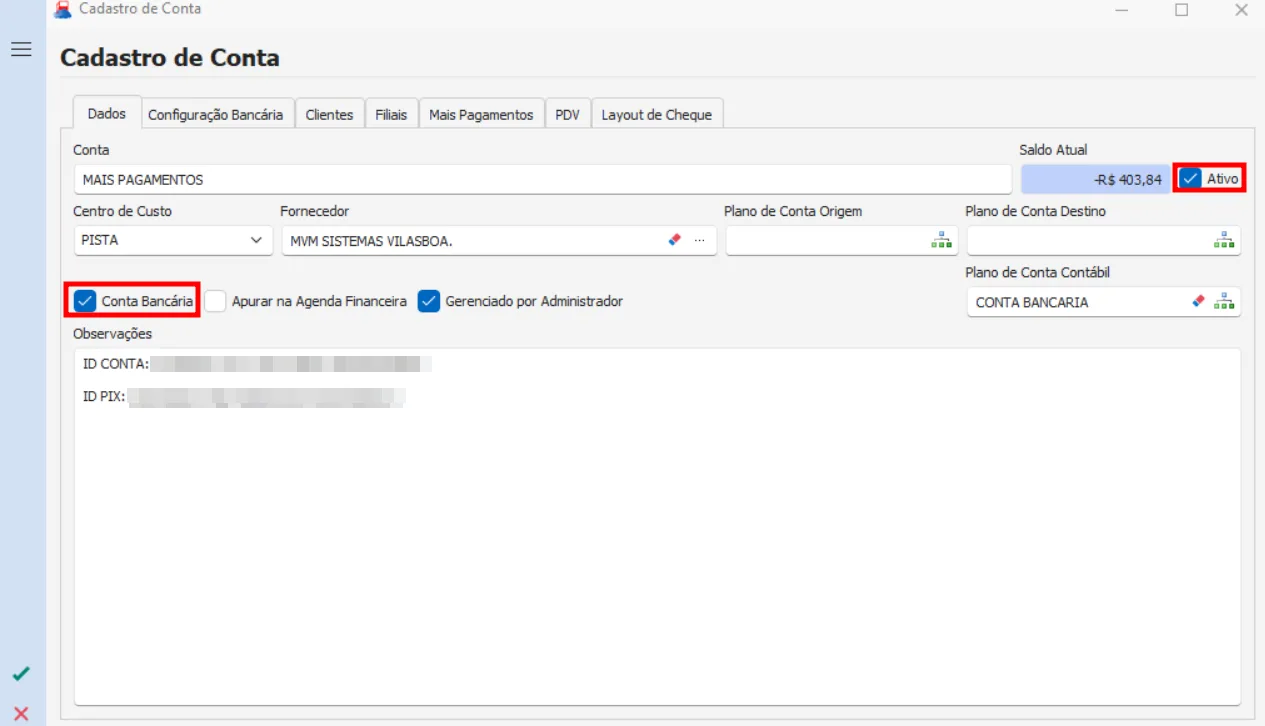 Cadastro de Conta
Cadastro de Conta
Dados Configuração Bancária Clientes Filiais Mais Pagamentos PDV Layout de Cheque
Conta Saldo Atual
MAIS PAGAMENTOS -R$ 403,84 Ativo
Centro de Custo Fornecedor Plano de Conta Origem Plano de Conta Destino
PISTA MVM SISTEMAS VILASBOA. ...
Plano de Conta Contábil
Conta Bancária Apurar na Agenda Financeira Gerenciado por Administrador CONTA BANCARIA
Observações
ID CONTA:
ID PIX: